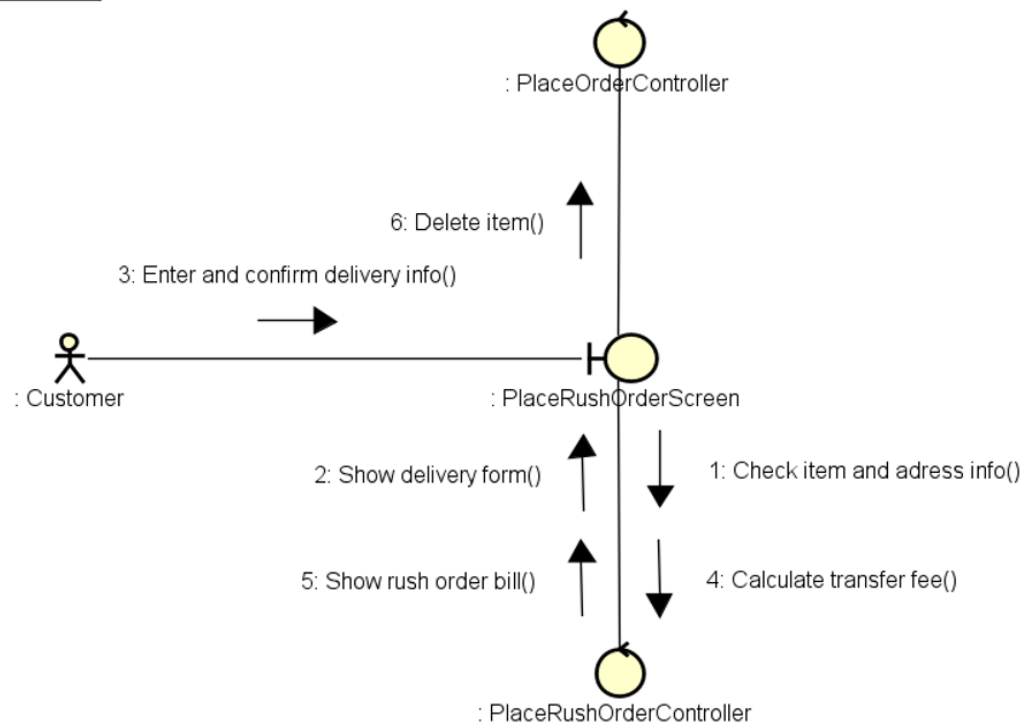 : PlaceOrderController
6: Delete item()
3: Enter and confirm delivery info()
: Customer
: PlaceRushOrderScreen
2: Show delivery form()
1: Check item and adress info()
5: Show rush order bill()
4: Calculate transfer fee()
: PlaceRushOrderController